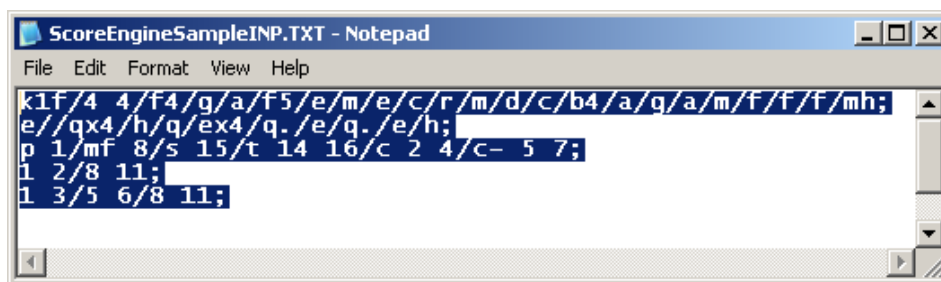 ScoreEngineSampleINP.TXT - Notepad
File Edit Format View Help
k1f/4 4/f4/g/a/f5/e/m/e/c/r/m/d/c/b4/a/g/a/m/f/f/f/mh;
e//qx4/h/q/ex4/q./e/q./e/h;
p 1/mf 8/s 15/t 14 16/c 2 4/c- 5 7;
1 2/8 11;
1 3/5 6/8 11;